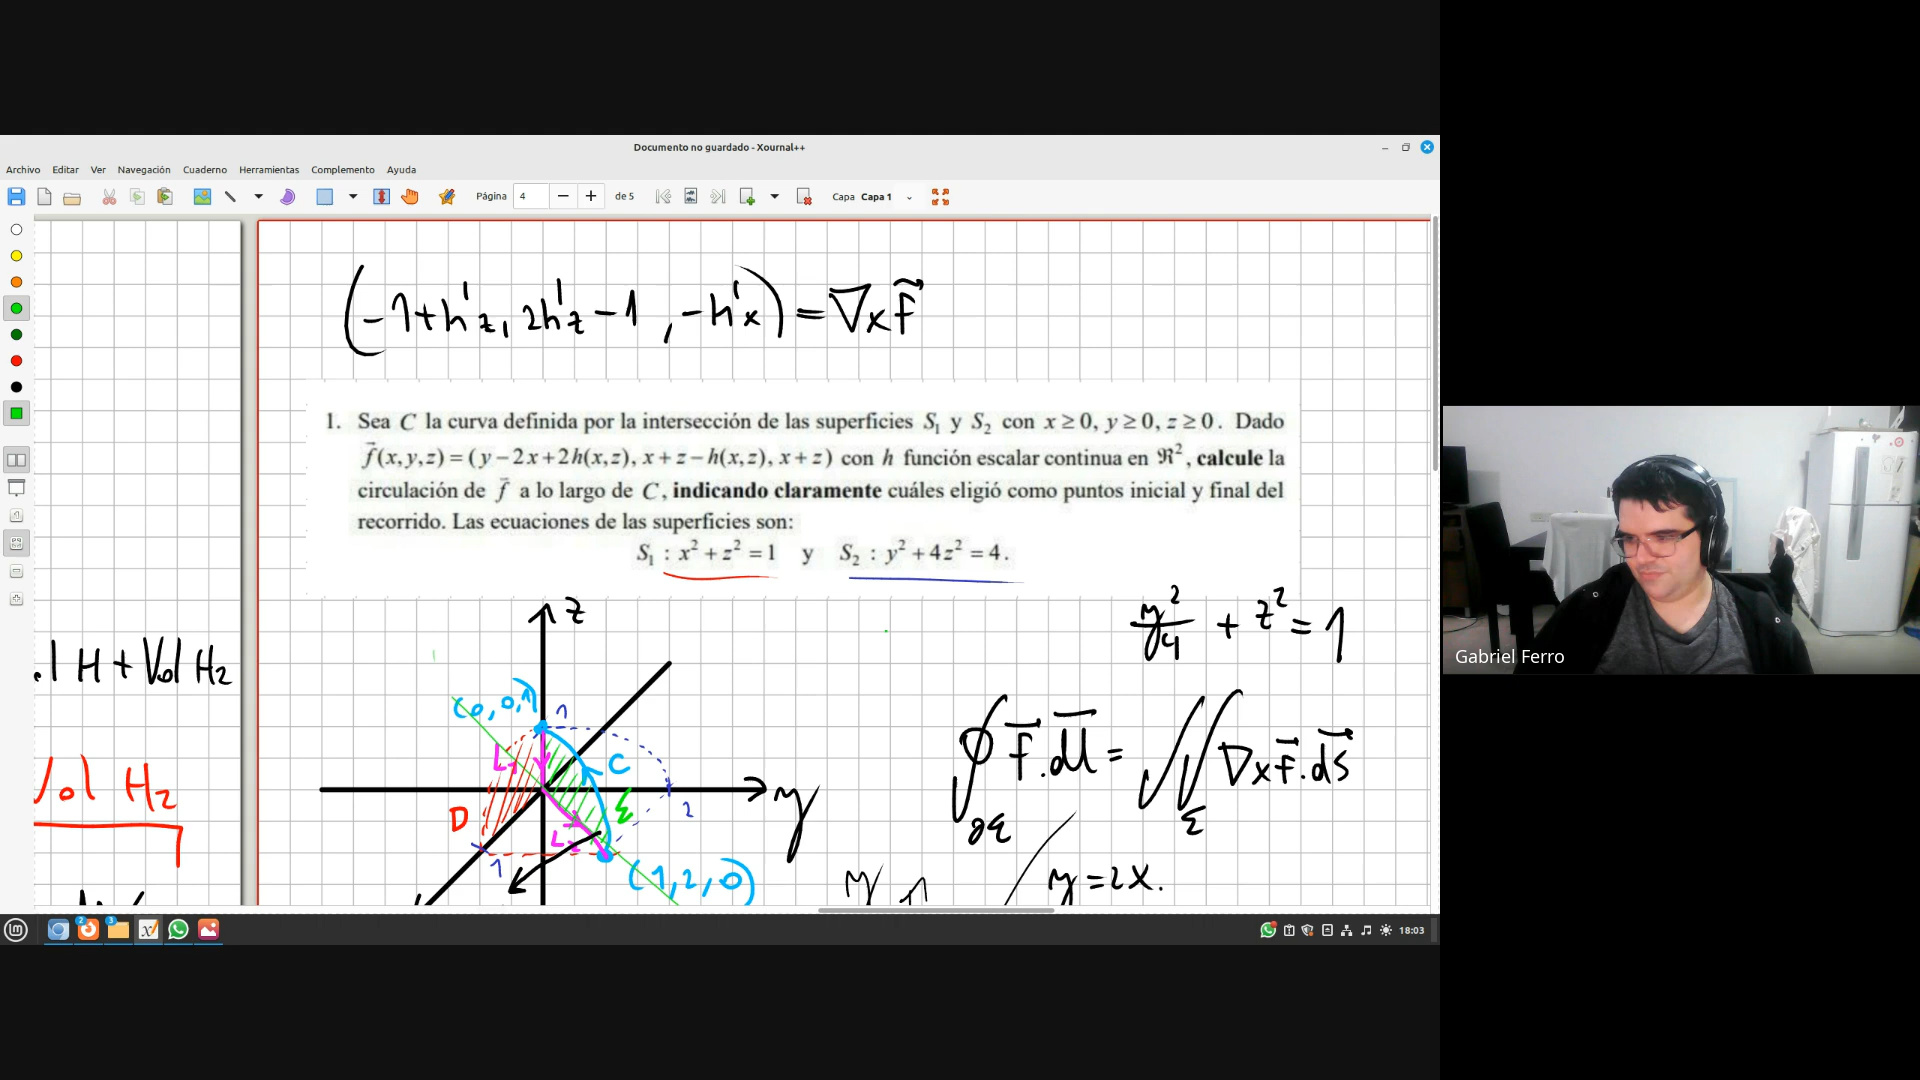 Documento no guardado - Xournal++
Archivo Editar Ver Navegación Cuaderno Herramientas Complemento Ayuda
Página 4 de 5 Capa Capa 1
(-1+h'z, 2h'z-1, -h'x) = ∇x f
1. Sea C la curva definida por la intersección de las superficies S₁ y S₂ con x ≥ 0, y ≥ 0, z ≥ 0. Dado
f(x,y,z) = (y−2x+2h(x,z), x+z−h(x,z), x+z) con h función escalar continua en ℜ², calcule la
circulación de f a lo largo de C, indicando claramente cuáles eligió como puntos inicial y final del
recorrido. Las ecuaciones de las superficies son:
S₁ : x² + z² = 1 y S₂ : y² + 4z² = 4.
z
y²/4 + z² = 1
l H + Vol H₂
(0,0,1) 1
L₁ C
∮ F.dl = ∬ ∇x F.ds
∂Σ Σ
Vol H₂
y
2
D Σ
L₂
1
(1,2,0)
y = 2x.
Gabriel Ferro
18:03